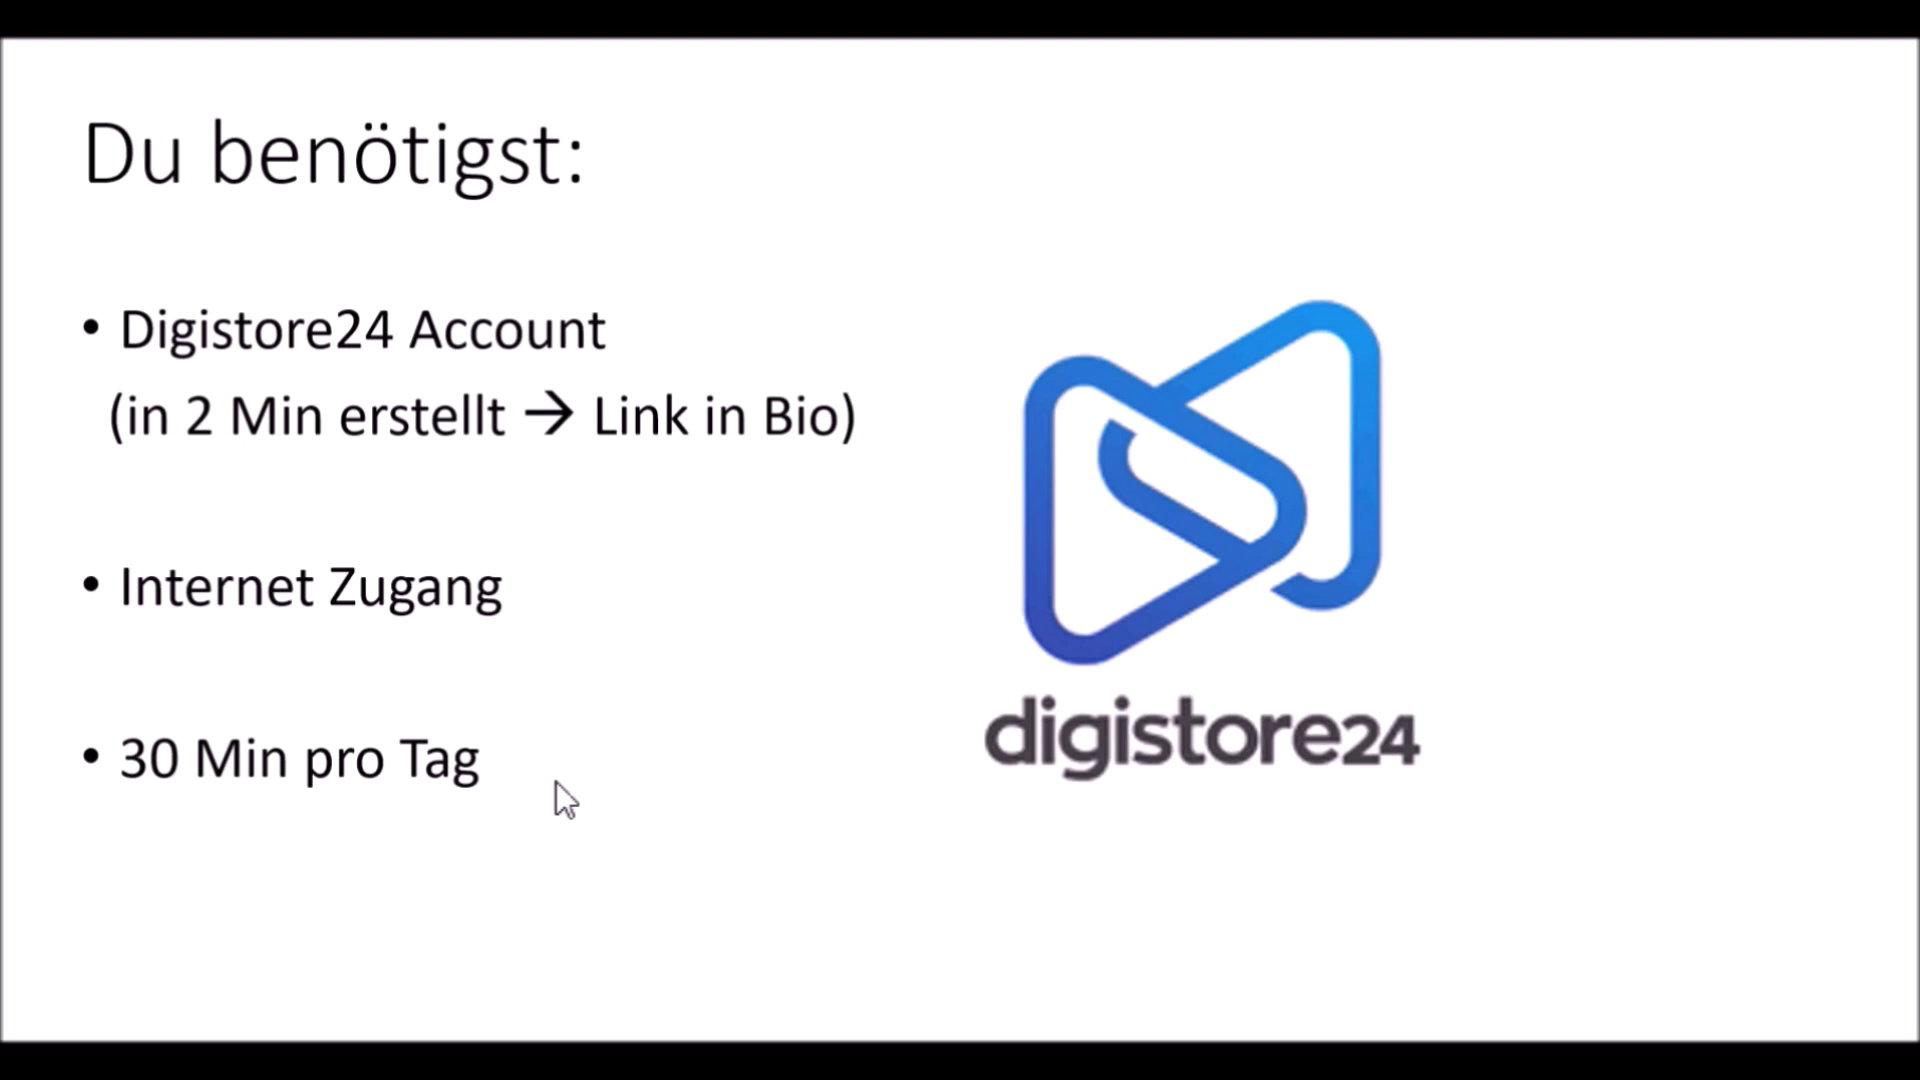 Du benötigst:
• Digistore24 Account
(in 2 Min erstellt → Link in Bio)
• Internet Zugang
• 30 Min pro Tag
digistore24